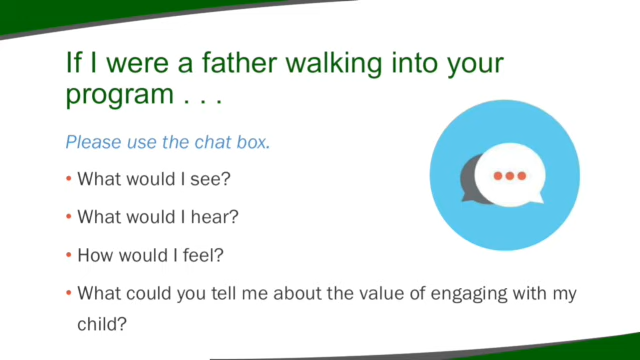 If I were a father walking into your
program . . .
Please use the chat box.
• What would I see?
• What would I hear?
• How would I feel?
• What could you tell me about the value of engaging with my
child?